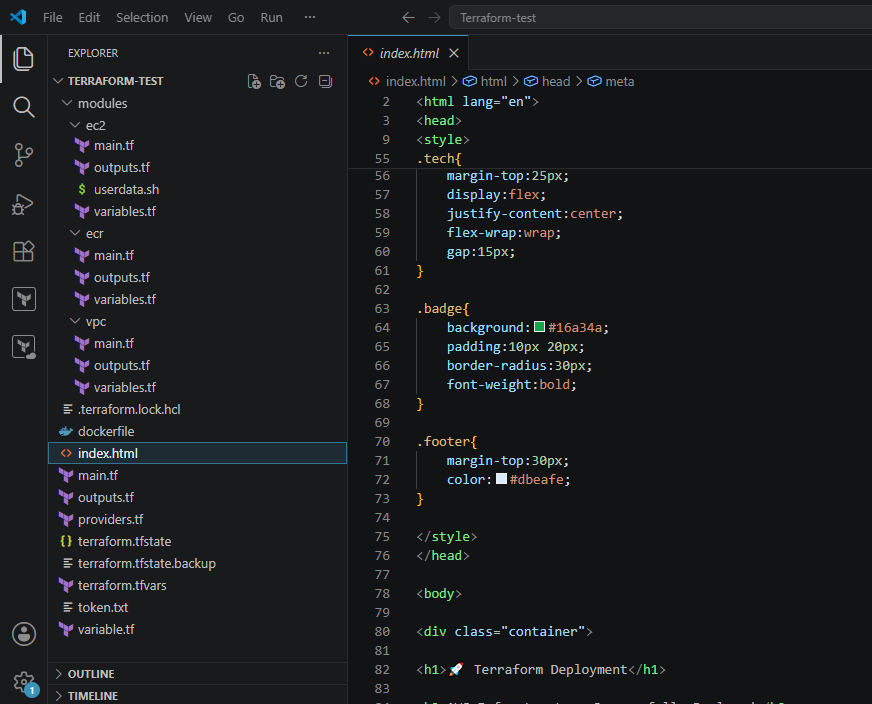 File Edit Selection View Go Run ···
Terraform-test
EXPLORER ···
TERRAFORM-TEST
modules
ec2
main.tf
outputs.tf
$ userdata.sh
variables.tf
ecr
main.tf
outputs.tf
variables.tf
vpc
main.tf
outputs.tf
variables.tf
.terraform.lock.hcl
dockerfile
<> index.html
main.tf
outputs.tf
providers.tf
{} terraform.tfstate
terraform.tfstate.backup
terraform.tfvars
token.txt
variable.tf
OUTLINE
TIMELINE
1
<> index.html ×
<> index.html > html > head > meta
2 <html lang="en">
3 <head>
9 <style>
55 .tech{
56 margin-top:25px;
57 display:flex;
58 justify-content:center;
59 flex-wrap:wrap;
60 gap:15px;
61 }
62
63 .badge{
64 background:#16a34a;
65 padding:10px 20px;
66 border-radius:30px;
67 font-weight:bold;
68 }
69
70 .footer{
71 margin-top:30px;
72 color:#dbeafe;
73 }
74
75 </style>
76 </head>
77
78 <body>
79
80 <div class="container">
81
82 <h1>🚀 Terraform Deployment</h1>
83